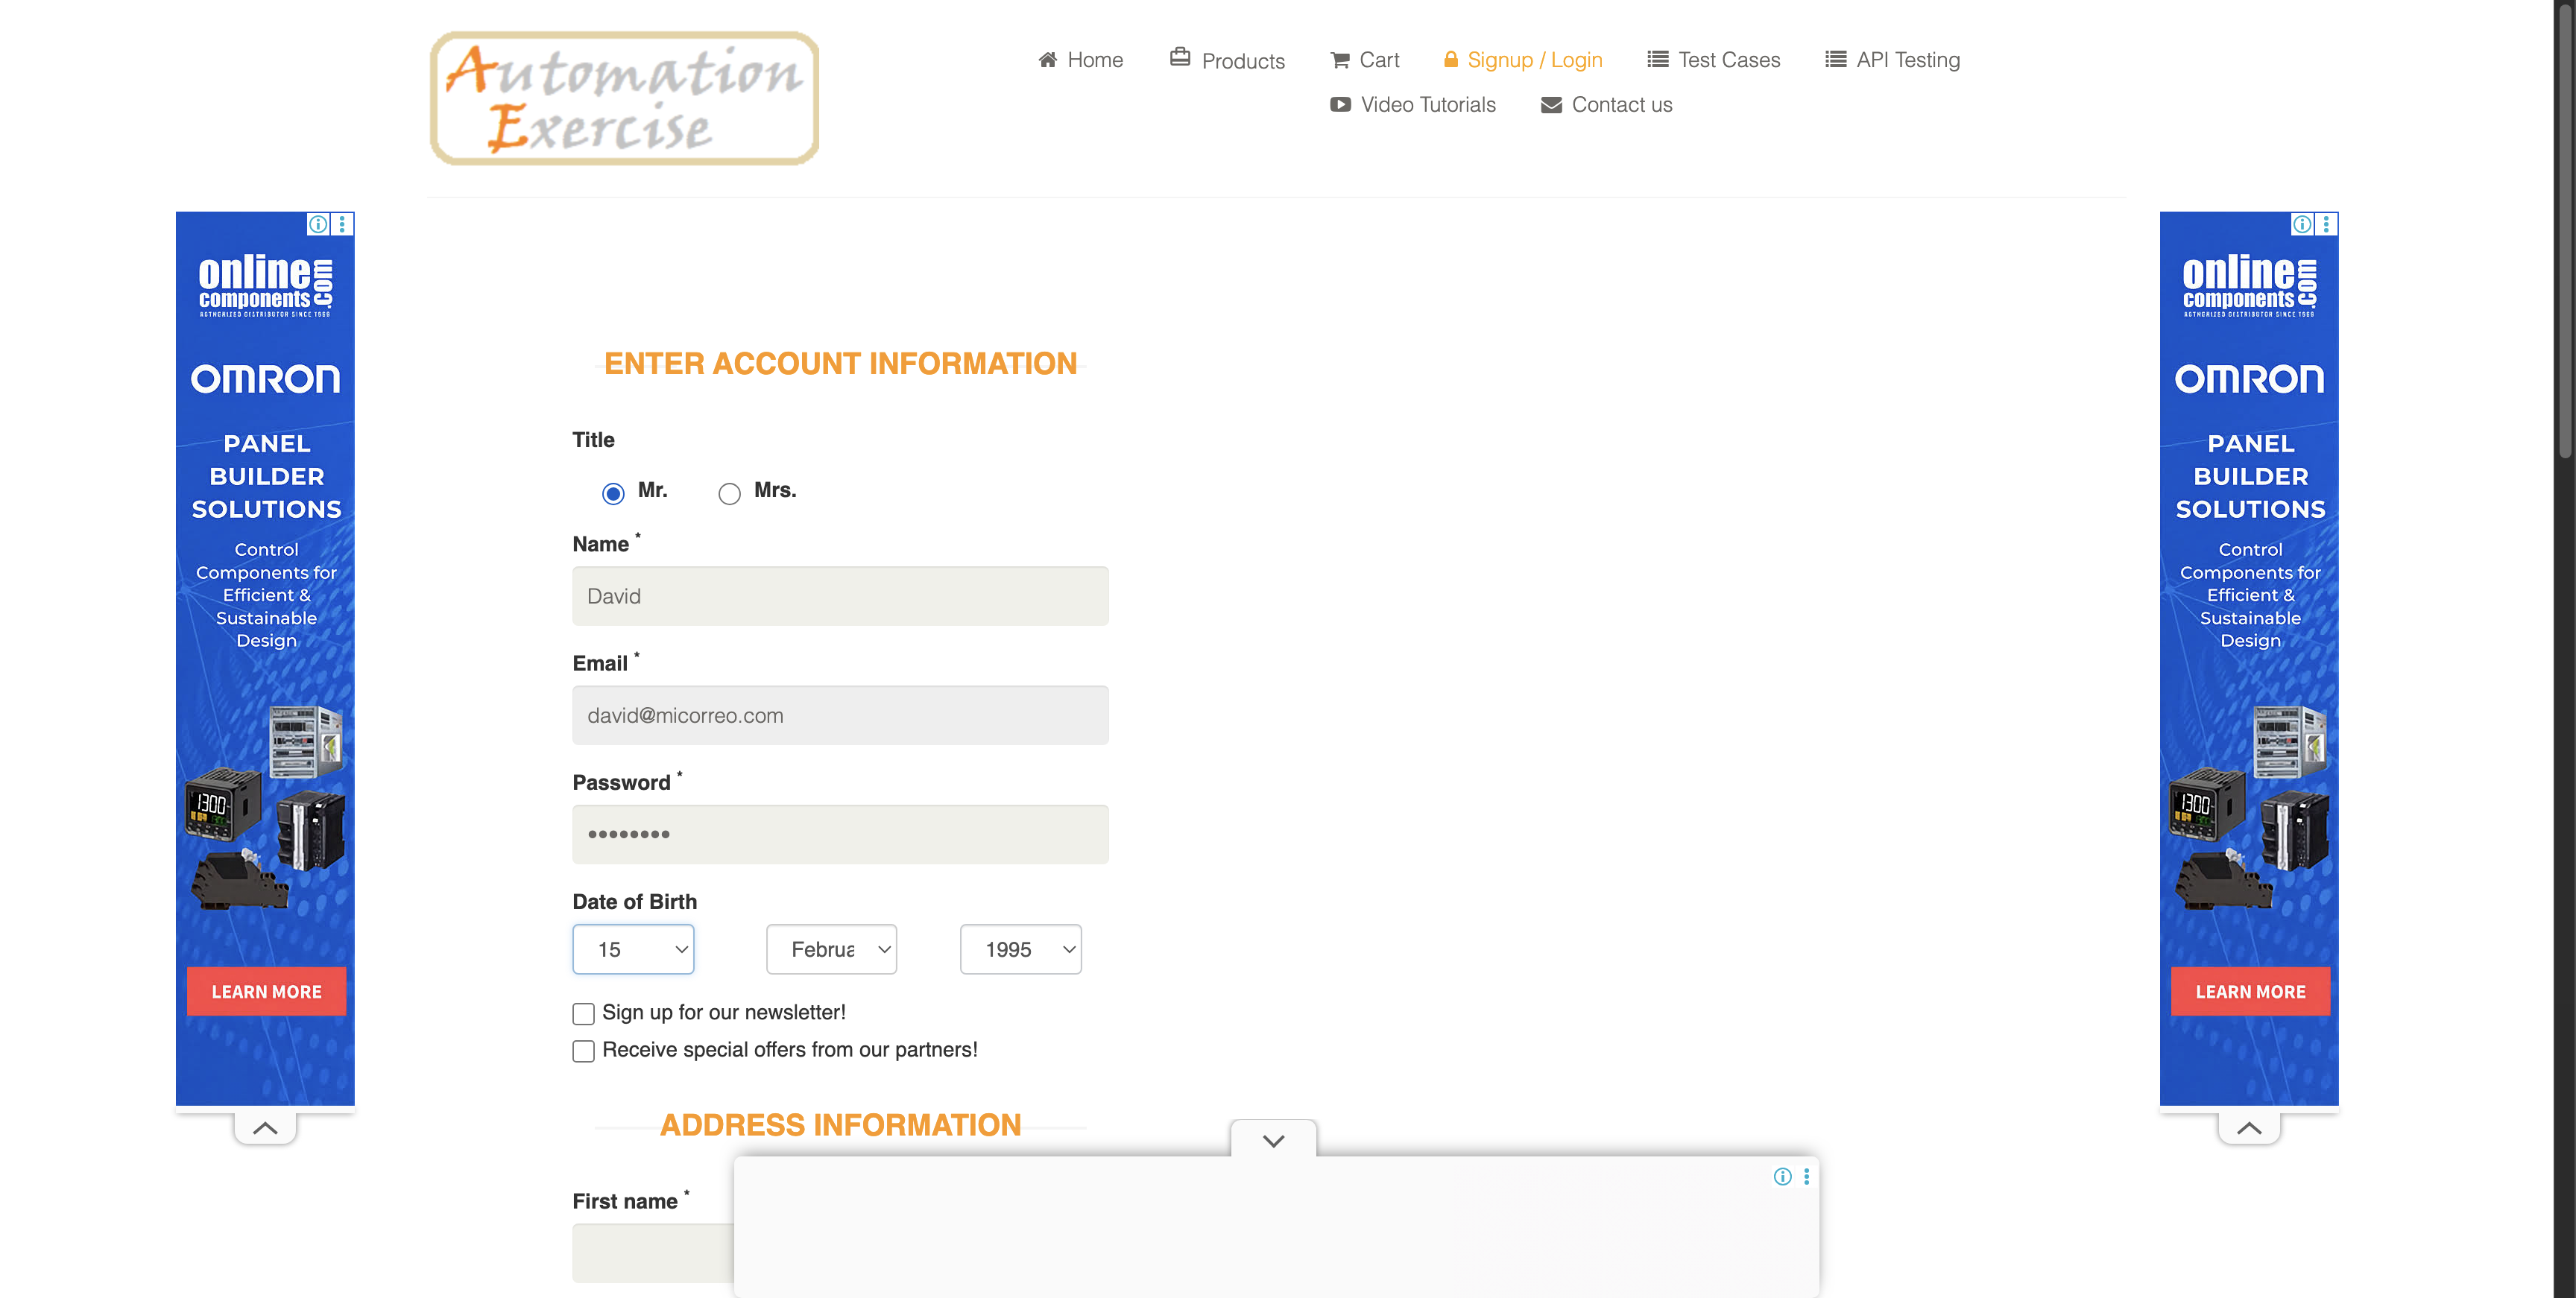 Automation
Exercise
Home
Products
Cart
Signup / Login
Test Cases
API Testing
Video Tutorials
Contact us
online
components
.com
AUTHORIZED DISTRIBUTOR SINCE 1969
OMRON
PANEL
BUILDER
SOLUTIONS
Control
Components for
Efficient &
Sustainable
Design
1300
LEARN MORE
ENTER ACCOUNT INFORMATION
Title
Mr.
Mrs.
Name *
David
Email *
david@micorreo.com
Password *
••••••••
Date of Birth
15
Februa
1995
Sign up for our newsletter!
Receive special offers from our partners!
ADDRESS INFORMATION
First name *
online
components
.com
AUTHORIZED DISTRIBUTOR SINCE 1969
OMRON
PANEL
BUILDER
SOLUTIONS
Control
Components for
Efficient &
Sustainable
Design
1300
LEARN MORE